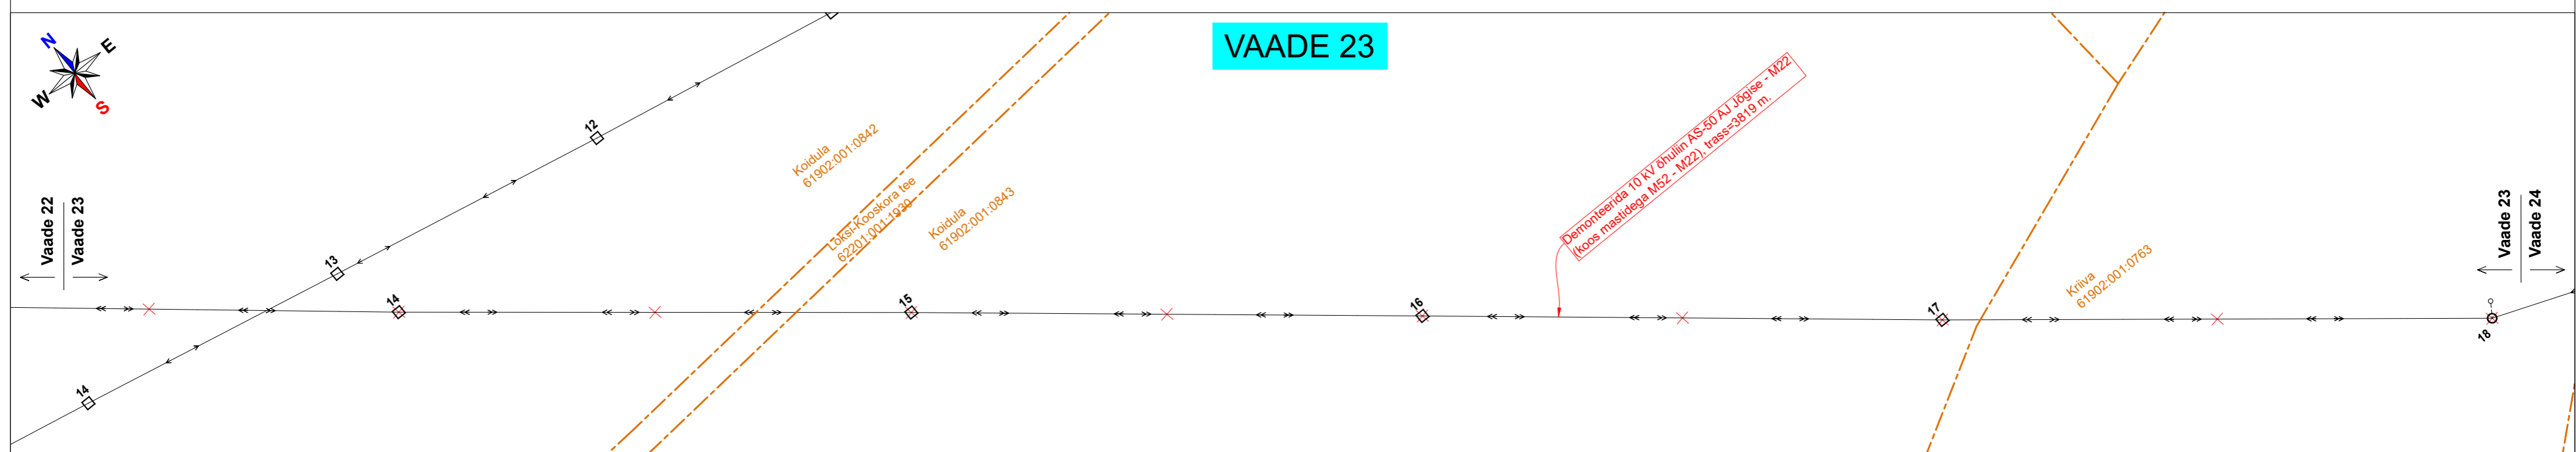 VAADE 23
N
E
W
S
12
13
14
Vaade 22
Vaade 23
Koidula
61902:001:0842
Loksi-Kooskora tee
62201:001:1930
Koidula
61902:001:0843
Demonteerida 10 kV õhuliin AS-50 AJ Jõgise - M22
(koos mastidega M52 - M22), trass=3819 m.
Kriiva
61902:001:0763
14
15
16
17
18
Vaade 23
Vaade 24